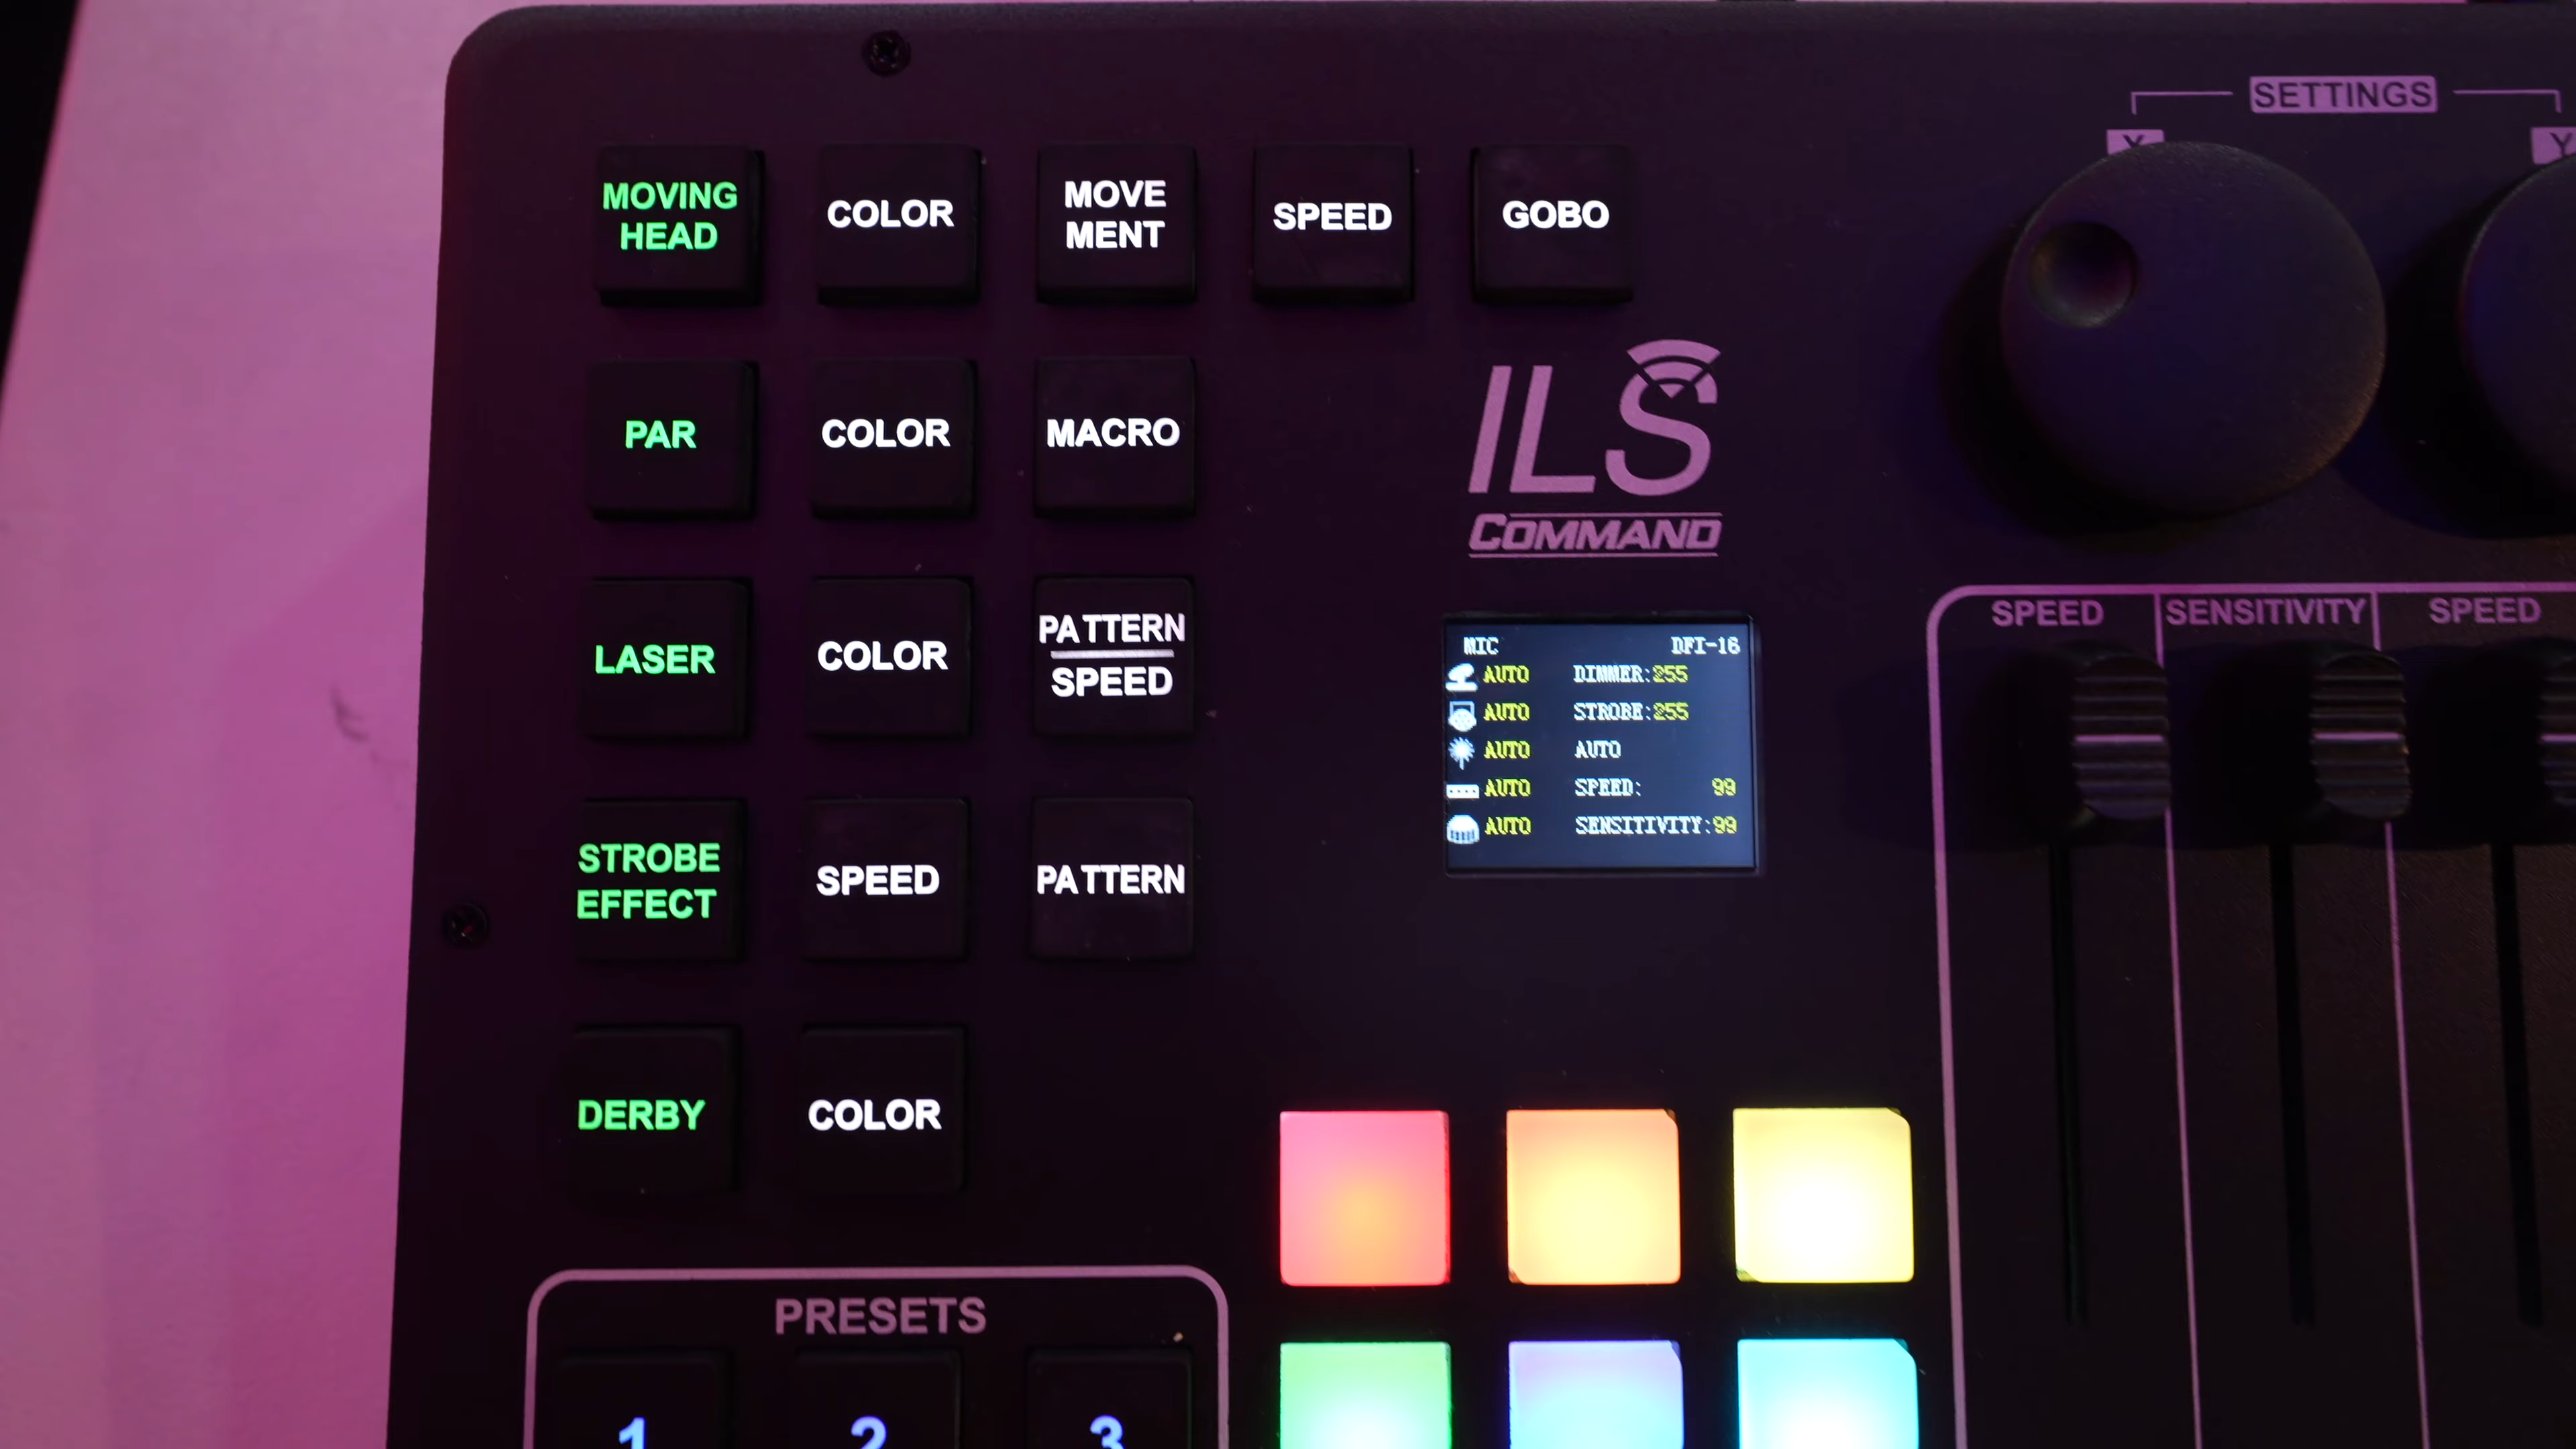 SETTINGS
X
Y
MOVING
HEAD
COLOR
MOVE
MENT
SPEED
GOBO
ILS
COMMAND
PAR
COLOR
MACRO
LASER
COLOR
PATTERN
SPEED
STROBE
EFFECT
SPEED
PATTERN
DERBY
COLOR
MIC DFI-16
AUTO DIMMER:255
AUTO STROBE:255
AUTO AUTO
AUTO SPEED: 99
AUTO SENSITIVITY:99
SPEED
SENSITIVITY
SPEED
PRESETS
1
2
3